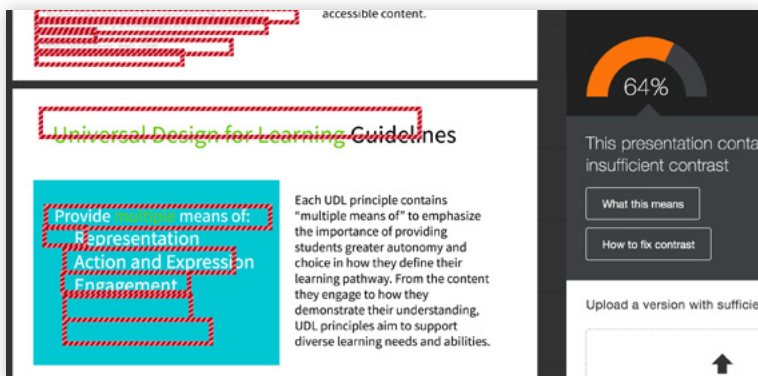 accessible content.
Universal Design for Learning Guidelines
Provide multiple means of:
Representation
Action and Expression
Engagement
Each UDL principle contains
"multiple means of" to emphasize
the importance of providing
students greater autonomy and
choice in how they define their
learning pathway. From the content
they engage to how they
demonstrate their understanding,
UDL principles aim to support
diverse learning needs and abilities.
64%
This presentation conta
insufficient contrast
What this means
How to fix contrast
Upload a version with sufficie